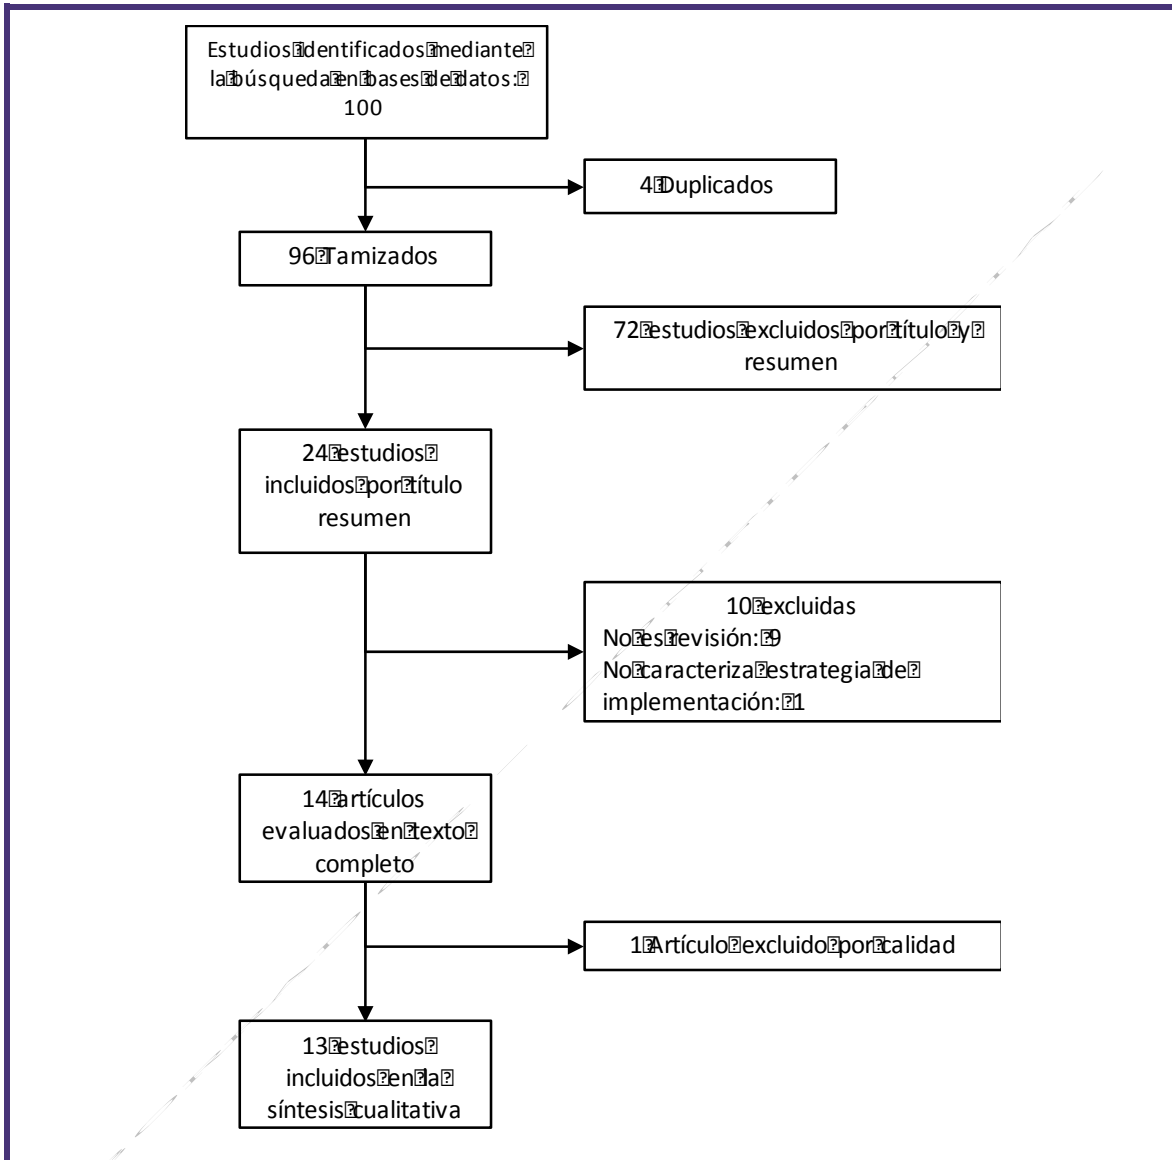 Estudios identificados mediante
la búsqueda en bases de datos:
100
4 Duplicados
96 Tamizados
72 estudios excluidos por título y
resumen
24 estudios
incluidos por título
resumen
10 excluidas
No es revisión: 9
No caracteriza estrategia de
implementación: 1
14 artículos
evaluados en texto
completo
1 Artículo excluido por calidad
13 estudios
incluidos en la
síntesis cualitativa